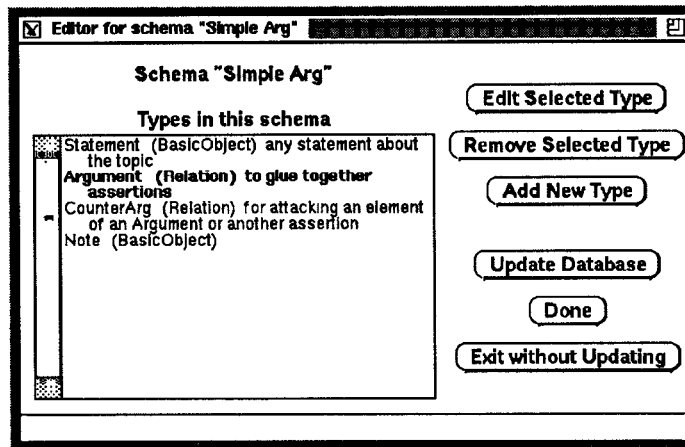 Editor for schema "Simple Arg"
Schema "Simple Arg"
Types in this schema
Statement (BasicObject) any statement about
the topic
Argument (Relation) to glue together
assertions
CounterArg (Relation) for attacking an element
of an Argument or another assertion
Note (BasicObject)
Edit Selected Type
Remove Selected Type
Add New Type
Update Database
Done
Exit without Updating